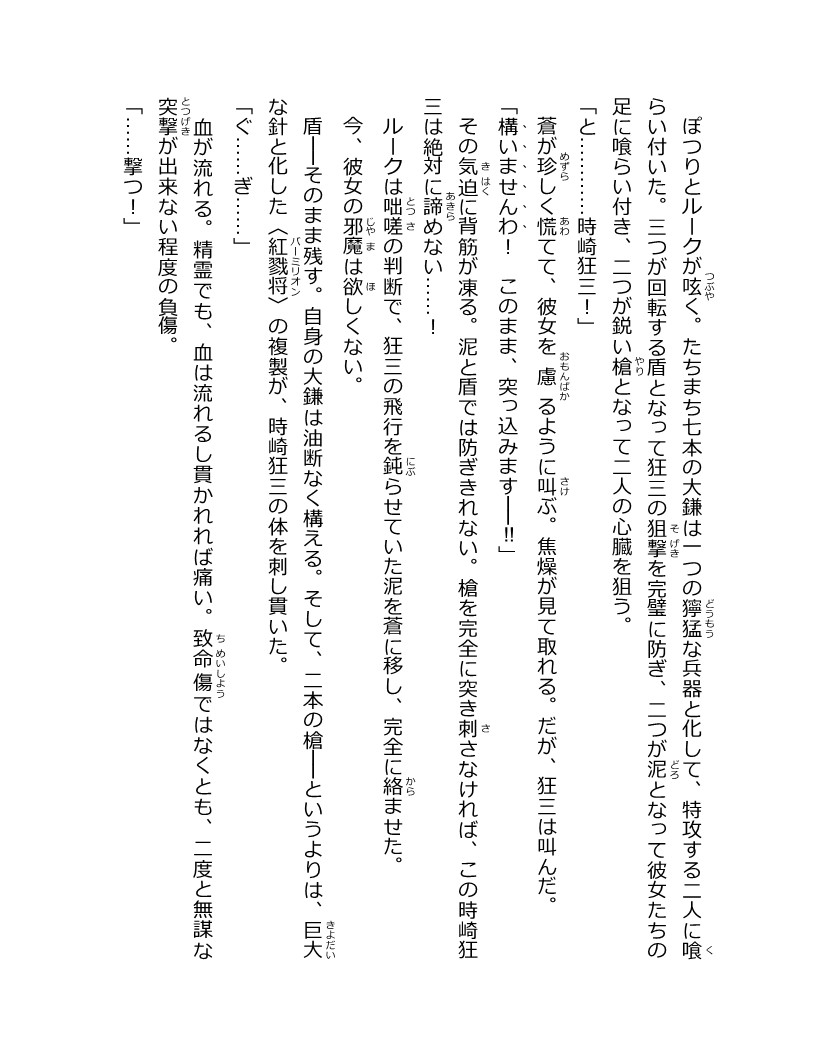 ぽつりとルークが呟く。たちまち七本の大鎌は一つの獰猛な兵器と化して、特攻する二人に喰
らい付いた。三つが回転する盾となって狂三の狙撃を完璧に防ぎ、二つが泥となって彼女たちの
足に喰らい付き、二つが鋭い槍となって二人の心臓を狙う。
「と…………時崎狂三！」
蒼が珍しく慌てて、彼女を慮るように叫ぶ。焦燥が見て取れる。だが、狂三は叫んだ。
「構いませんわ！　このまま、突っ込みます――!!」
その気迫に背筋が凍る。泥と盾では防ぎきれない。槍を完全に突き刺さなければ、この時崎狂
三は絶対に諦めない……！
ルークは咄嗟の判断で、狂三の飛行を鈍らせていた泥を蒼に移し、完全に絡ませた。
今、彼女の邪魔は欲しくない。
盾――そのまま残す。自身の大鎌は油断なく構える。そして、二本の槍――というよりは、巨大
な針と化した〈紅戮将〉の複製が、時崎狂三の体を刺し貫いた。
「ぐ……ぎ……」
血が流れる。精霊でも、血は流れるし貫かれれば痛い。致命傷ではなくとも、二度と無謀な
突撃が出来ない程度の負傷。
「……撃つ！」